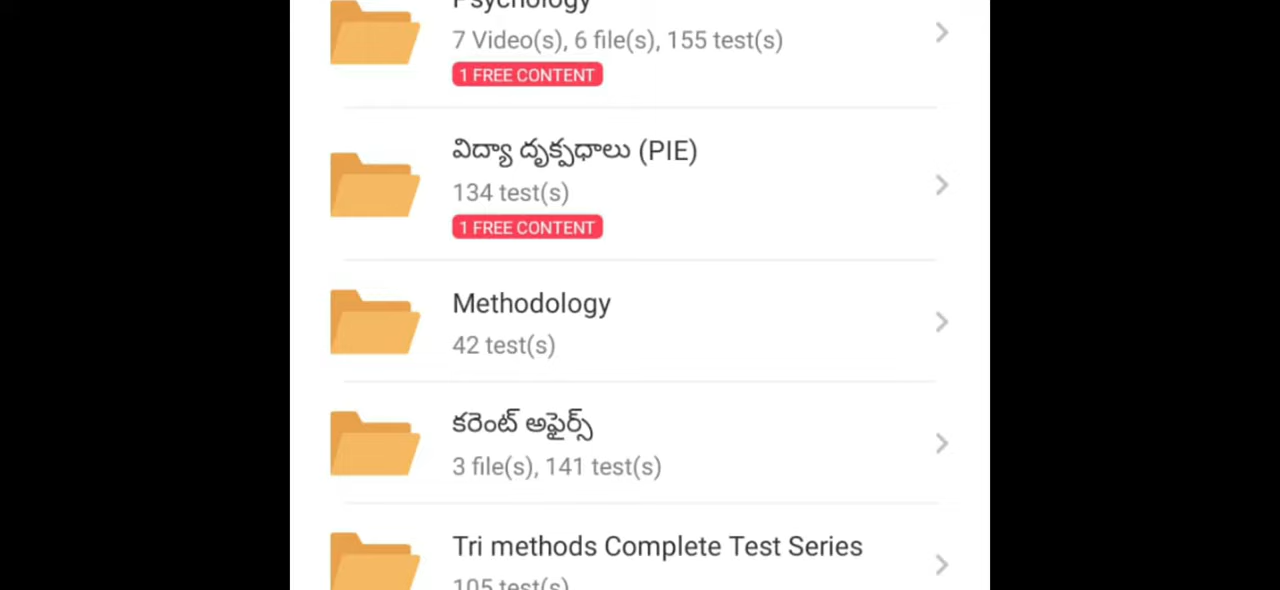 Psychology
7 Video(s), 6 file(s), 155 test(s)
1 FREE CONTENT
విద్యా దృక్పధాలు (PIE)
134 test(s)
1 FREE CONTENT
Methodology
42 test(s)
కరెంట్ అఫైర్స్
3 file(s), 141 test(s)
Tri methods Complete Test Series
105 test(s)